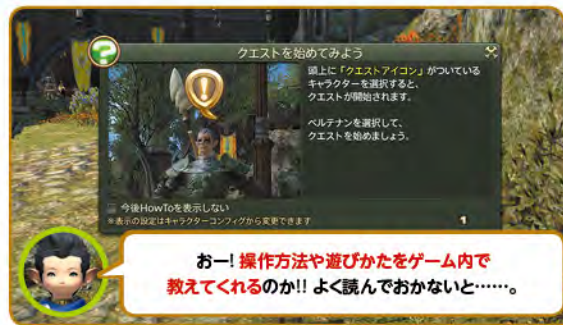 クエストを始めてみよう
頭上に「クエストアイコン」がついている
キャラクターを選択すると、
クエストが開始されます。
ベルテナンを選択して、
クエストを始めましょう。
今後HowToを表示しない
※表示の設定はキャラクターコンフィグから変更できます
1
おー! 操作方法や遊びかたをゲーム内で
教えてくれるのか!! よく読んでおかないと……。